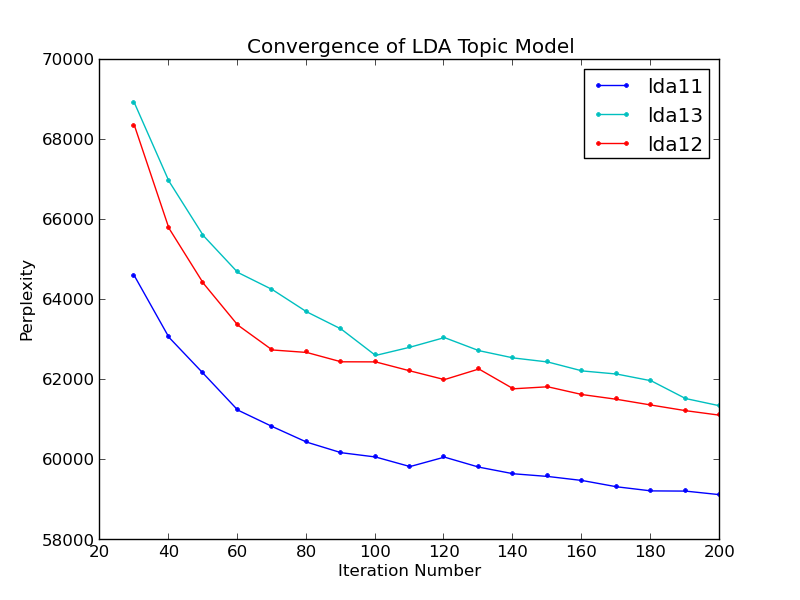 Convergence of LDA Topic Model
70000
68000
66000
64000
62000
60000
58000
Perplexity
lda11
lda13
lda12
20 40 60 80 100 120 140 160 180 200
Iteration Number